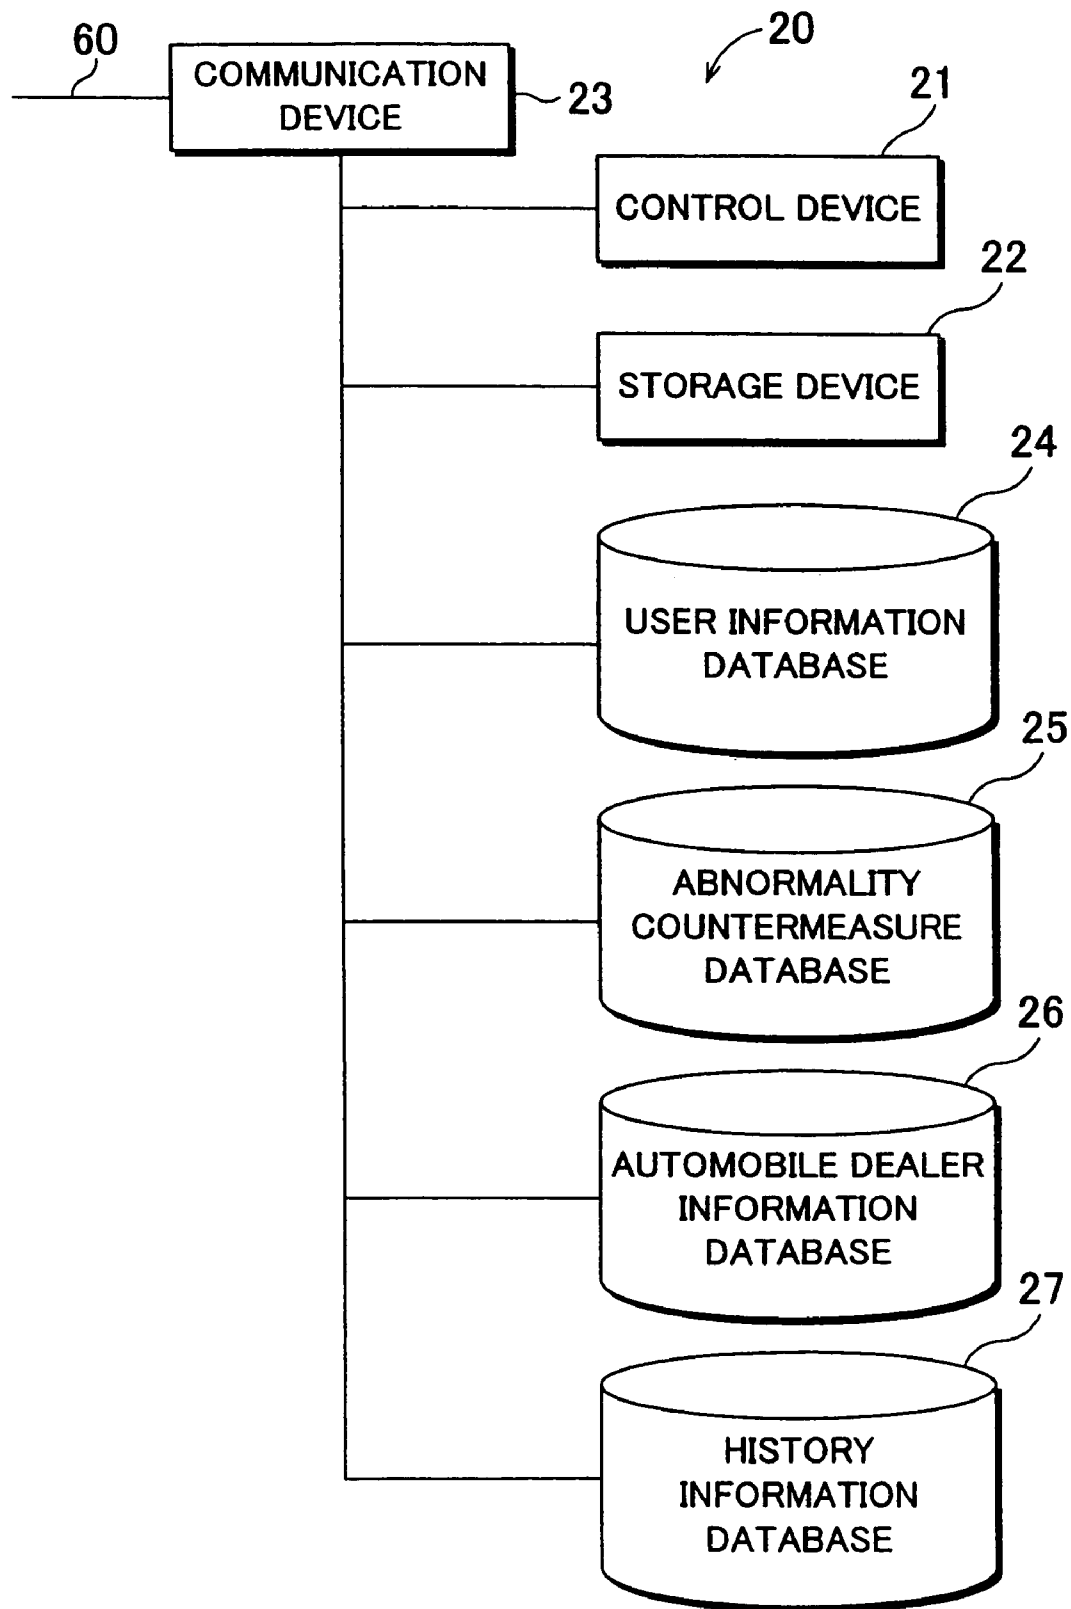 20
60
COMMUNICATION
DEVICE
23
21
CONTROL DEVICE
22
STORAGE DEVICE
24
USER INFORMATION
DATABASE
25
ABNORMALITY
COUNTERMEASURE
DATABASE
26
AUTOMOBILE DEALER
INFORMATION
DATABASE
27
HISTORY
INFORMATION
DATABASE